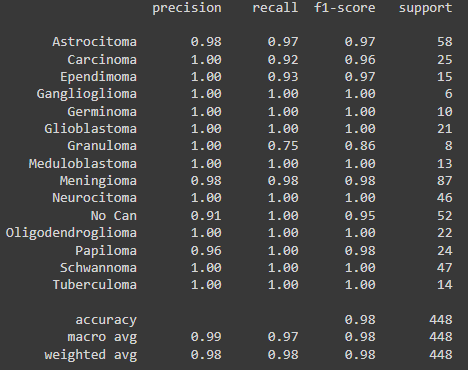 precision recall f1-score support
Astrocitoma 0.98 0.97 0.97 58
Carcinoma 1.00 0.92 0.96 25
Ependimoma 1.00 0.93 0.97 15
Ganglioglioma 1.00 1.00 1.00 6
Germinoma 1.00 1.00 1.00 10
Glioblastoma 1.00 1.00 1.00 21
Granuloma 1.00 0.75 0.86 8
Meduloblastoma 1.00 1.00 1.00 13
Meningioma 0.98 0.98 0.98 87
Neurocitoma 1.00 1.00 1.00 46
No Can 0.91 1.00 0.95 52
Oligodendroglioma 1.00 1.00 1.00 22
Papiloma 0.96 1.00 0.98 24
Schwannoma 1.00 1.00 1.00 47
Tuberculoma 1.00 1.00 1.00 14
accuracy 0.98 448
macro avg 0.99 0.97 0.98 448
weighted avg 0.98 0.98 0.98 448